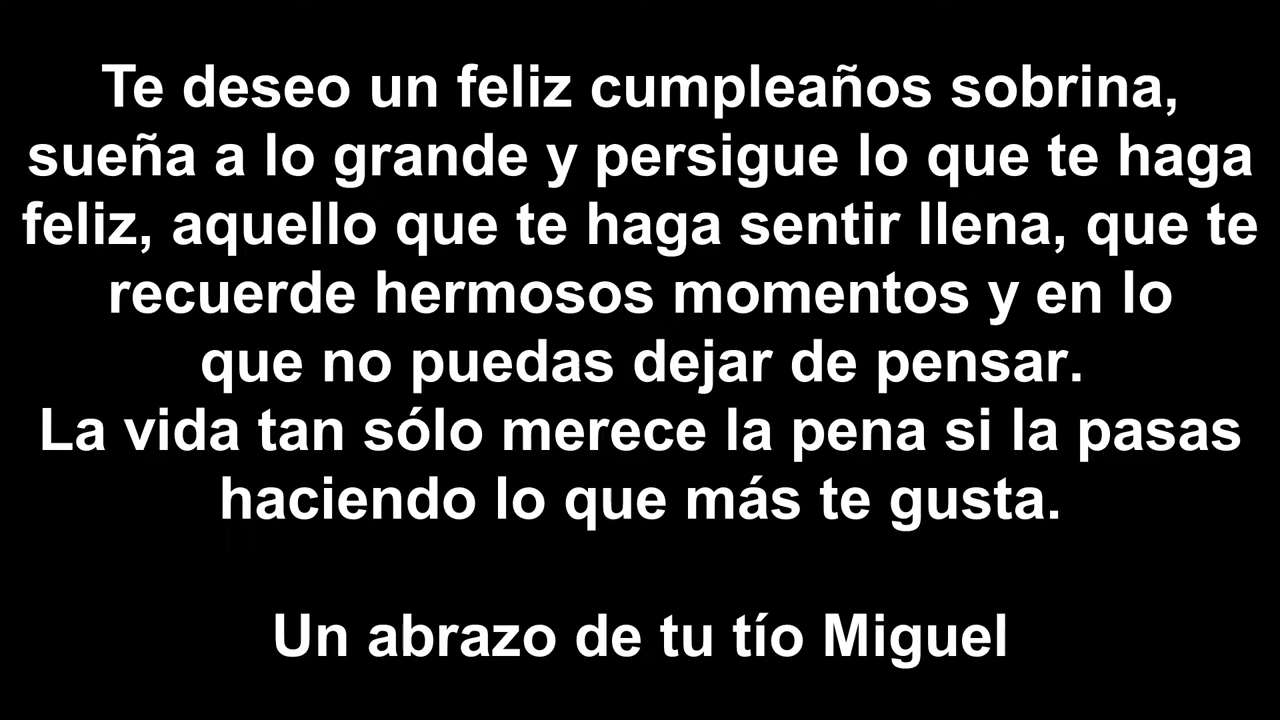 Te deseo un feliz cumpleaños sobrina,
sueña a lo grande y persigue lo que te haga
feliz, aquello que te haga sentir llena, que te
recuerde hermosos momentos y en lo
que no puedas dejar de pensar.
La vida tan sólo merece la pena si la pasas
haciendo lo que más te gusta.
Un abrazo de tu tío Miguel